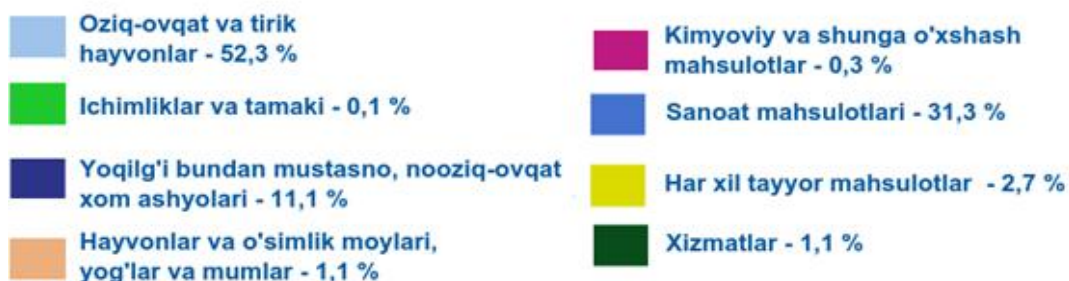 Oziq-ovqat va tirik
hayvonlar - 52,3 %
Ichimliklar va tamaki - 0,1 %
Yoqilg'i bundan mustasno, nooziq-ovqat
xom ashyolari - 11,1 %
Hayvonlar va o'simlik moylari,
yog'lar va mumlar - 1,1 %
Kimyoviy va shunga o'xshash
mahsulotlar - 0,3 %
Sanoat mahsulotlari - 31,3 %
Har xil tayyor mahsulotlar - 2,7 %
Xizmatlar - 1,1 %